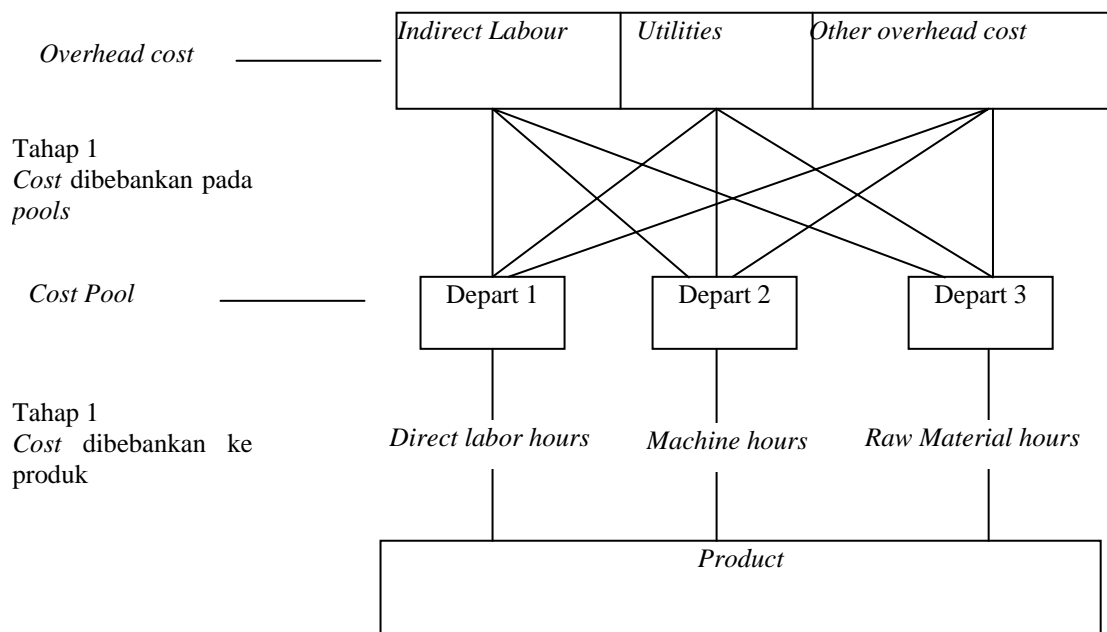 Indirect Labour Utilities Other overhead cost
Overhead cost
Tahap 1
Cost dibebankan pada
pools
Cost Pool
Depart 1 Depart 2 Depart 3
Tahap 1
Cost dibebankan ke
produk
Direct labor hours Machine hours Raw Material hours
Product